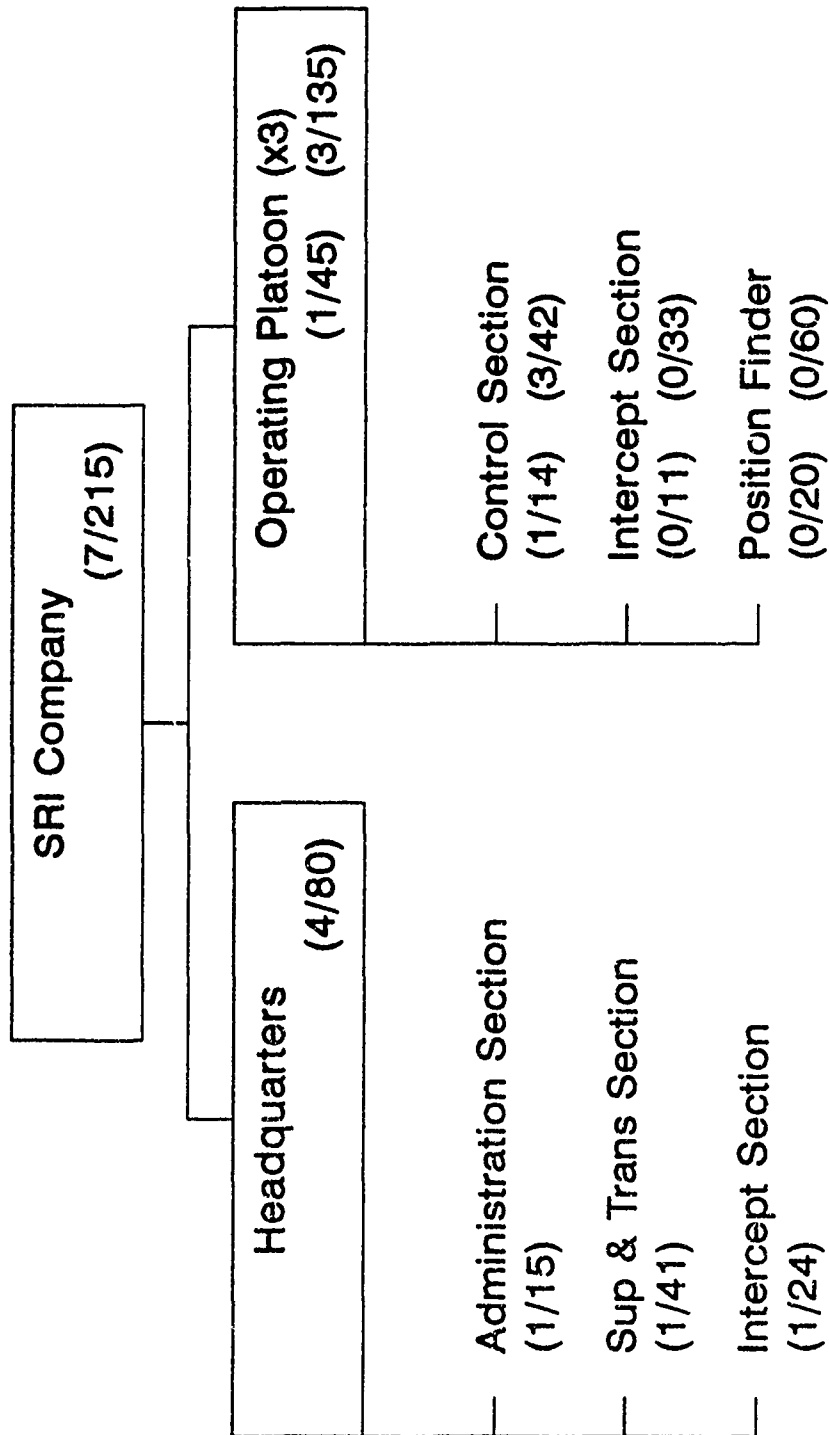 SRI Company
(7/215)
Headquarters
(4/80)
Administration Section
(1/15)
Sup & Trans Section
(1/41)
Intercept Section
(1/24)
Operating Platoon (x3)
(1/45) (3/135)
Control Section
(1/14) (3/42)
Intercept Section
(0/11) (0/33)
Position Finder
(0/20) (0/60)